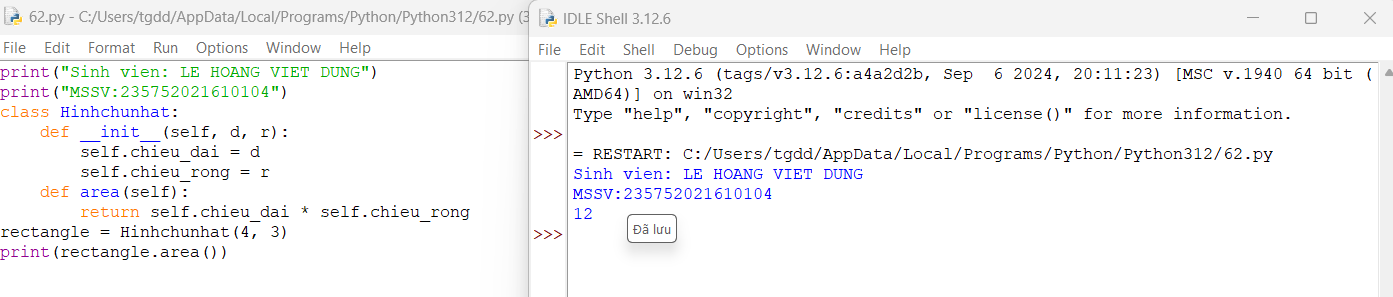 62.py - C:/Users/tgdd/AppData/Local/Programs/Python/Python312/62.py (3
File Edit Format Run Options Window Help
print("Sinh vien: LE HOANG VIET DUNG")
print("MSSV:235752021610104")
class Hinhchunhat:
    def __init__(self, d, r):
        self.chieu_dai = d
        self.chieu_rong = r
    def area(self):
        return self.chieu_dai * self.chieu_rong
rectangle = Hinhchunhat(4, 3)
print(rectangle.area())
IDLE Shell 3.12.6
File Edit Shell Debug Options Window Help
Python 3.12.6 (tags/v3.12.6:a4a2d2b, Sep  6 2024, 20:11:23) [MSC v.1940 64 bit (
AMD64)] on win32
Type "help", "copyright", "credits" or "license()" for more information.
>>>
= RESTART: C:/Users/tgdd/AppData/Local/Programs/Python/Python312/62.py
Sinh vien: LE HOANG VIET DUNG
MSSV:235752021610104
12
Đã lưu
>>>